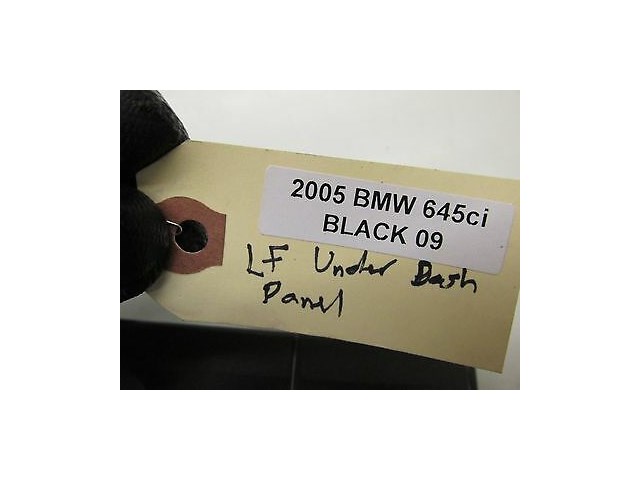 2005 BMW 645ci
BLACK 09
LF Under Dash
Panel